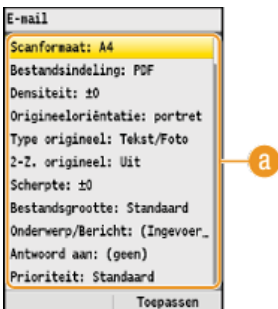 E-mail
Scanformaat: A4
Bestandsindeling: PDF
Densiteit: ±0
Origineeloriëntatie: portret
Type origineel: Tekst/Foto
2-Z. origineel: Uit
Scherpte: ±0
Bestandsgrootte: Standaard
Onderwerp/Bericht: (Ingevoer_
Antwoord aan: (geen)
Prioriteit: Standaard
Toepassen
a